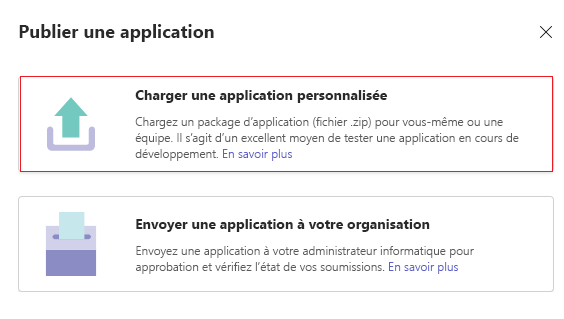 Publier une application
Charger une application personnalisée
Chargez un package d’application (fichier .zip) pour vous-même ou une
équipe. Il s’agit d’un excellent moyen de tester une application en cours de
développement. En savoir plus
Envoyer une application à votre organisation
Envoyez une application à votre administrateur informatique pour
approbation et vérifiez l’état de vos soumissions. En savoir plus